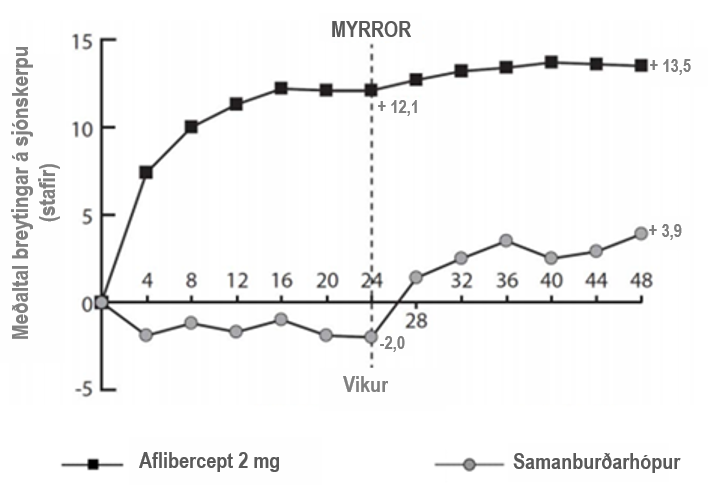 MYRROR
Meðaltal breytingar á sjónskerpu
(stafir)
15
10
5
0
-5
4 8 12 16 20 24 28 32 36 40 44 48
+ 12,1
+ 13,5
+ 3,9
-2,0
Vikur
Aflibercept 2 mg
Samanburðarhópur